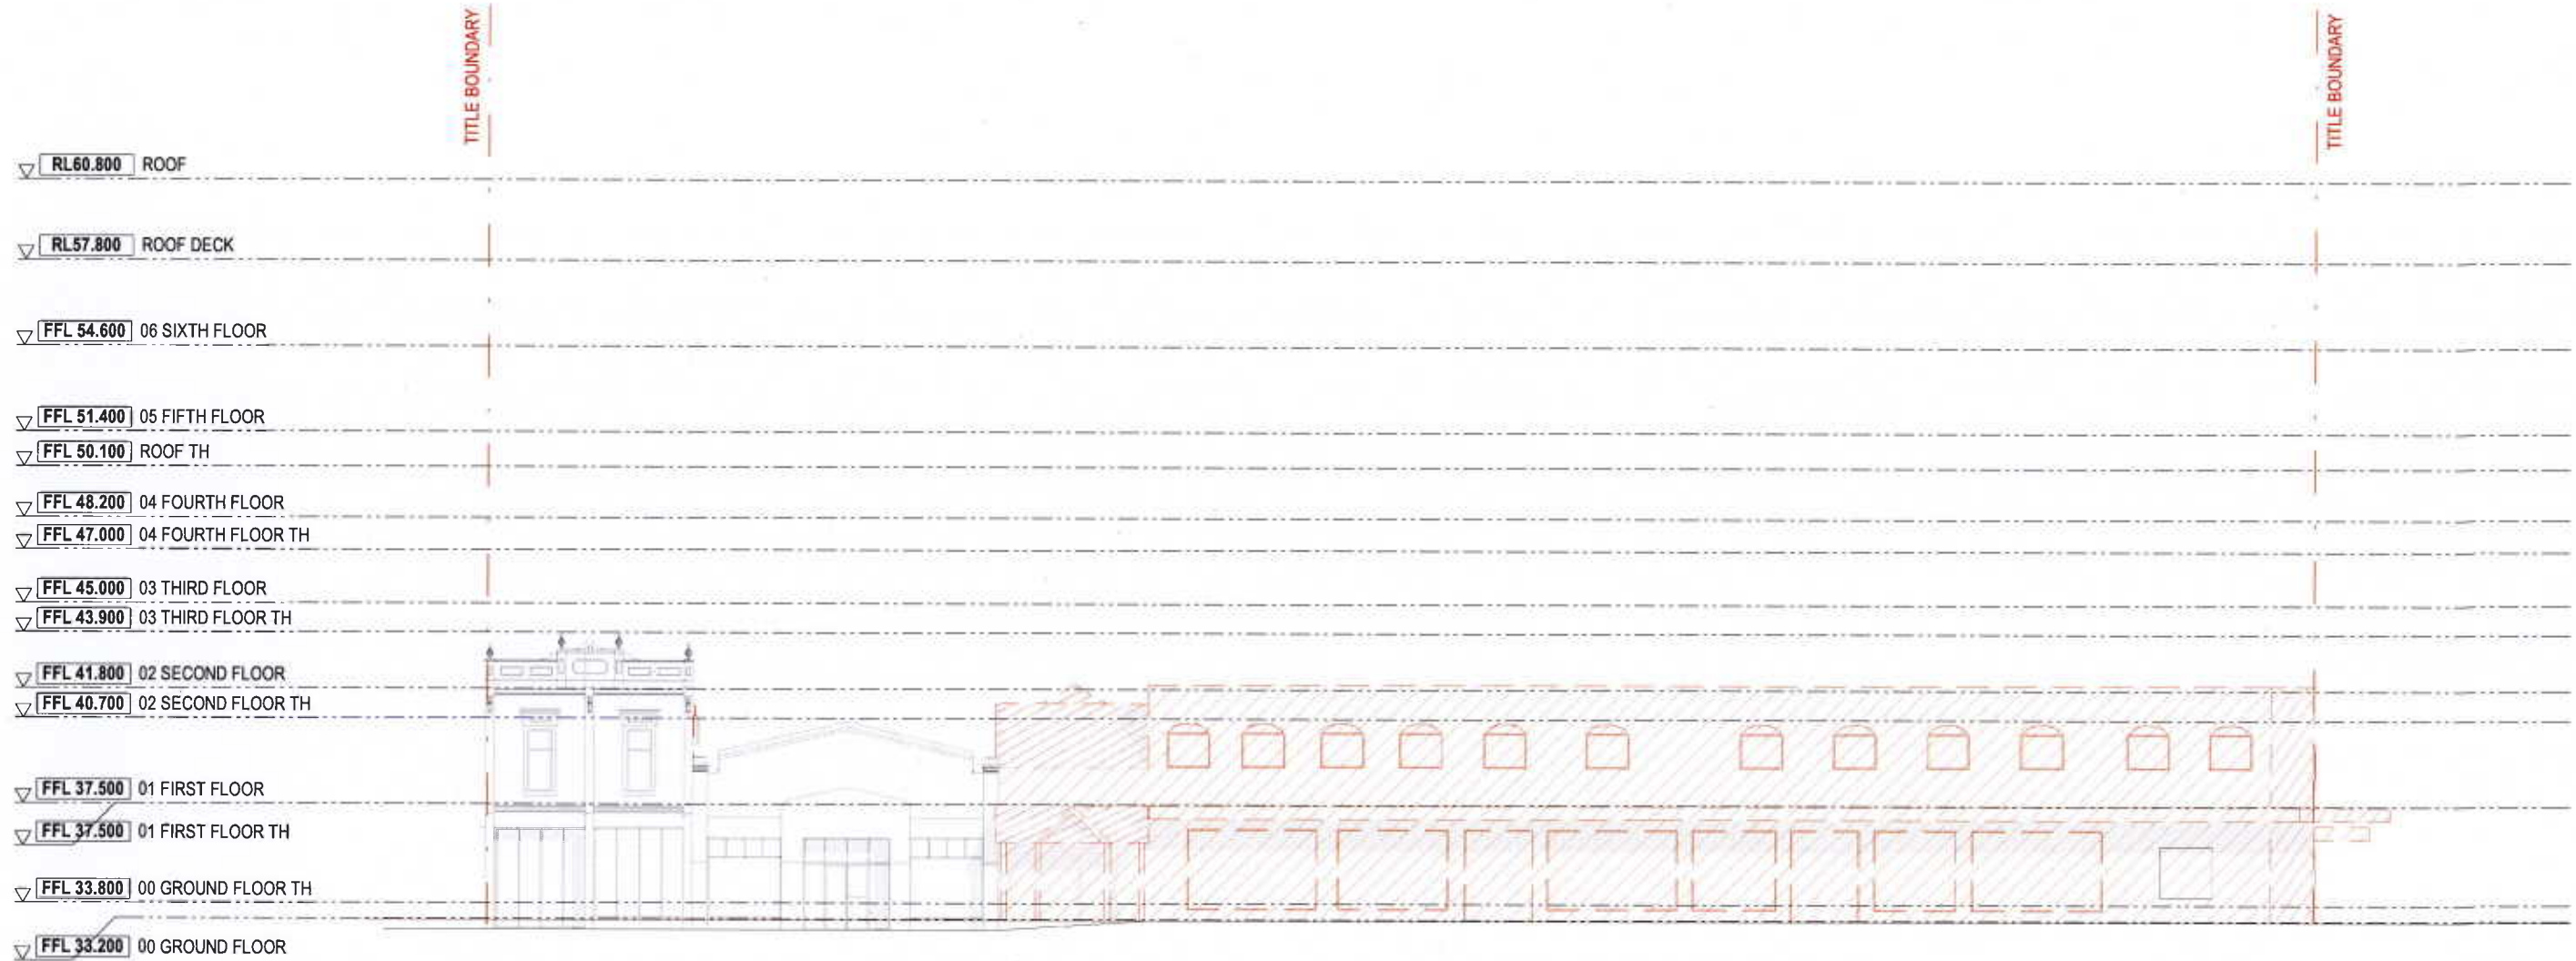 TITLE BOUNDARY
TITLE BOUNDARY
RL60.800 ROOF
RL57.800 ROOF DECK
FFL 54.600 06 SIXTH FLOOR
FFL 51.400 05 FIFTH FLOOR
FFL 50.100 ROOF TH
FFL 48.200 04 FOURTH FLOOR
FFL 47.000 04 FOURTH FLOOR TH
FFL 45.000 03 THIRD FLOOR
FFL 43.900 03 THIRD FLOOR TH
FFL 41.800 02 SECOND FLOOR
FFL 40.700 02 SECOND FLOOR TH
FFL 37.500 01 FIRST FLOOR
FFL 37.500 01 FIRST FLOOR TH
FFL 33.800 00 GROUND FLOOR TH
FFL 33.200 00 GROUND FLOOR